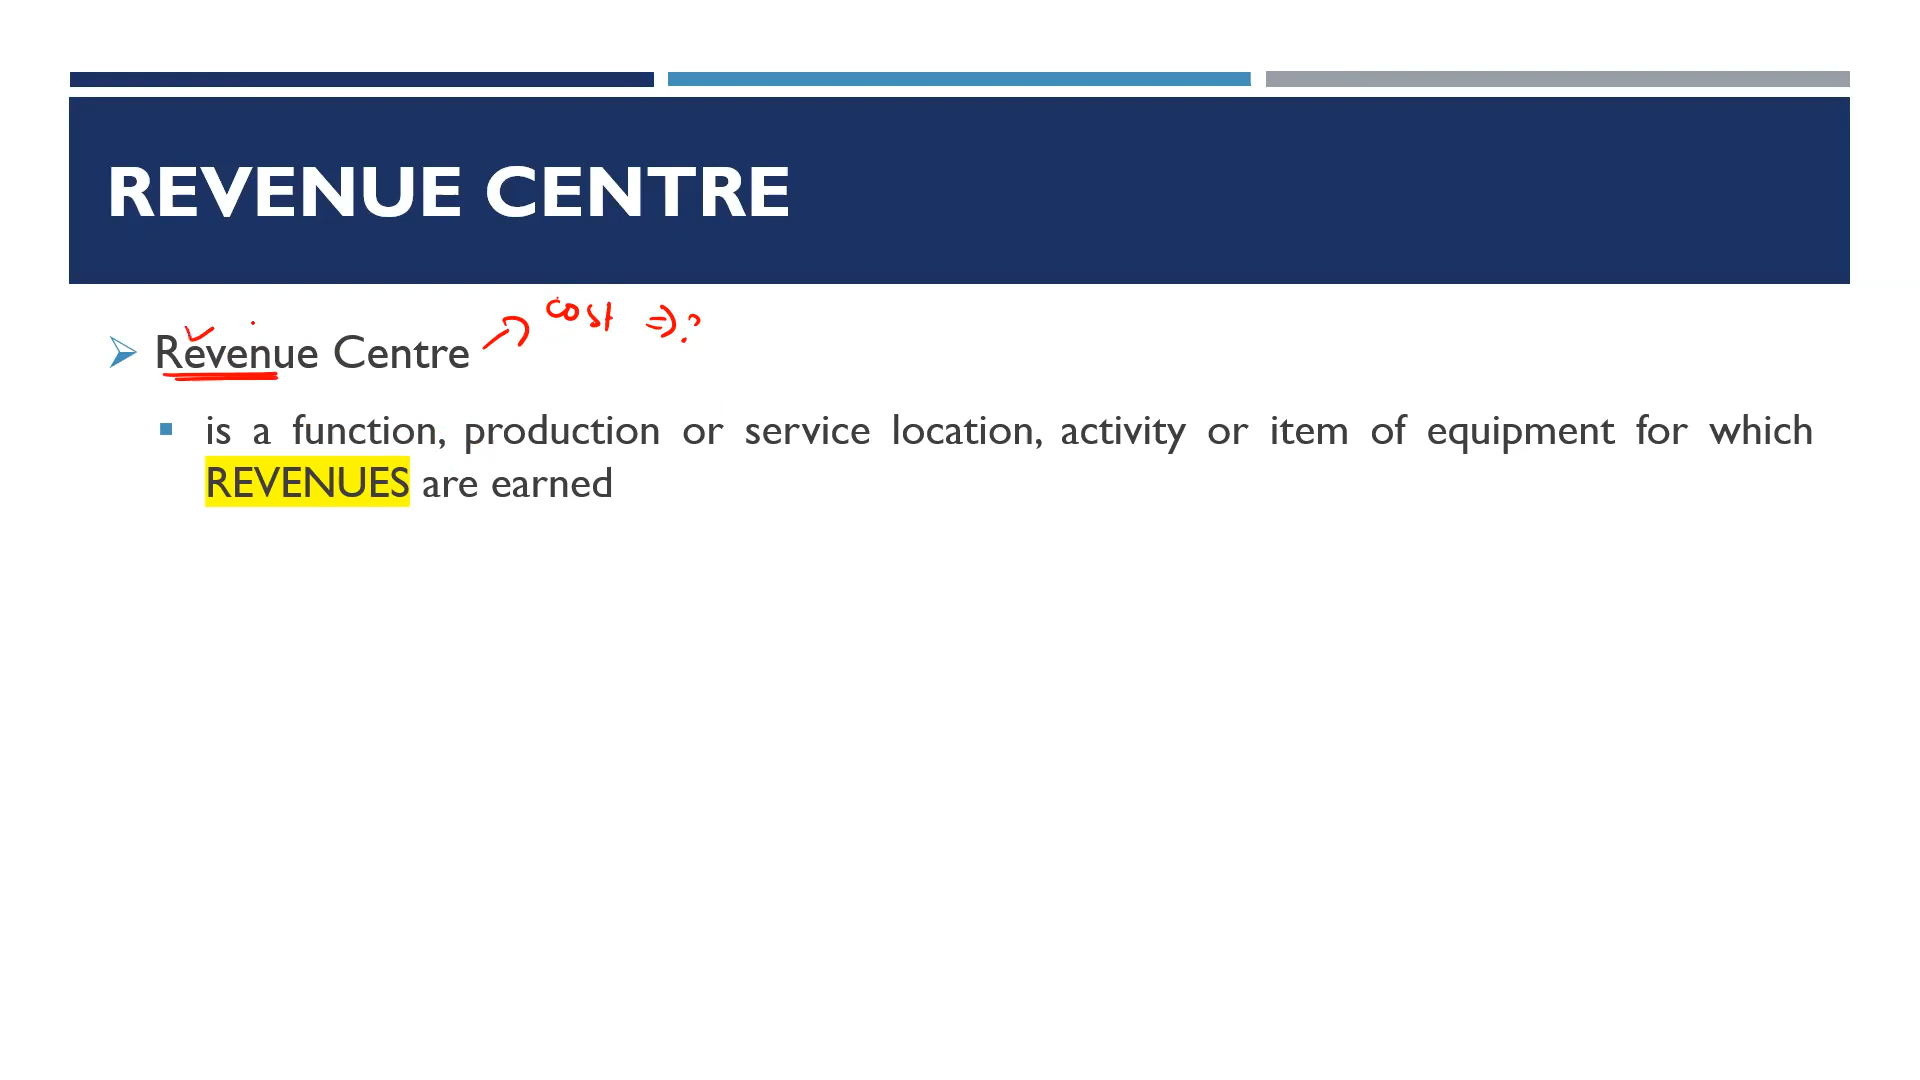 REVENUE CENTRE
cost => ?
Revenue Centre
is a function, production or service location, activity or item of equipment for which
REVENUES are earned